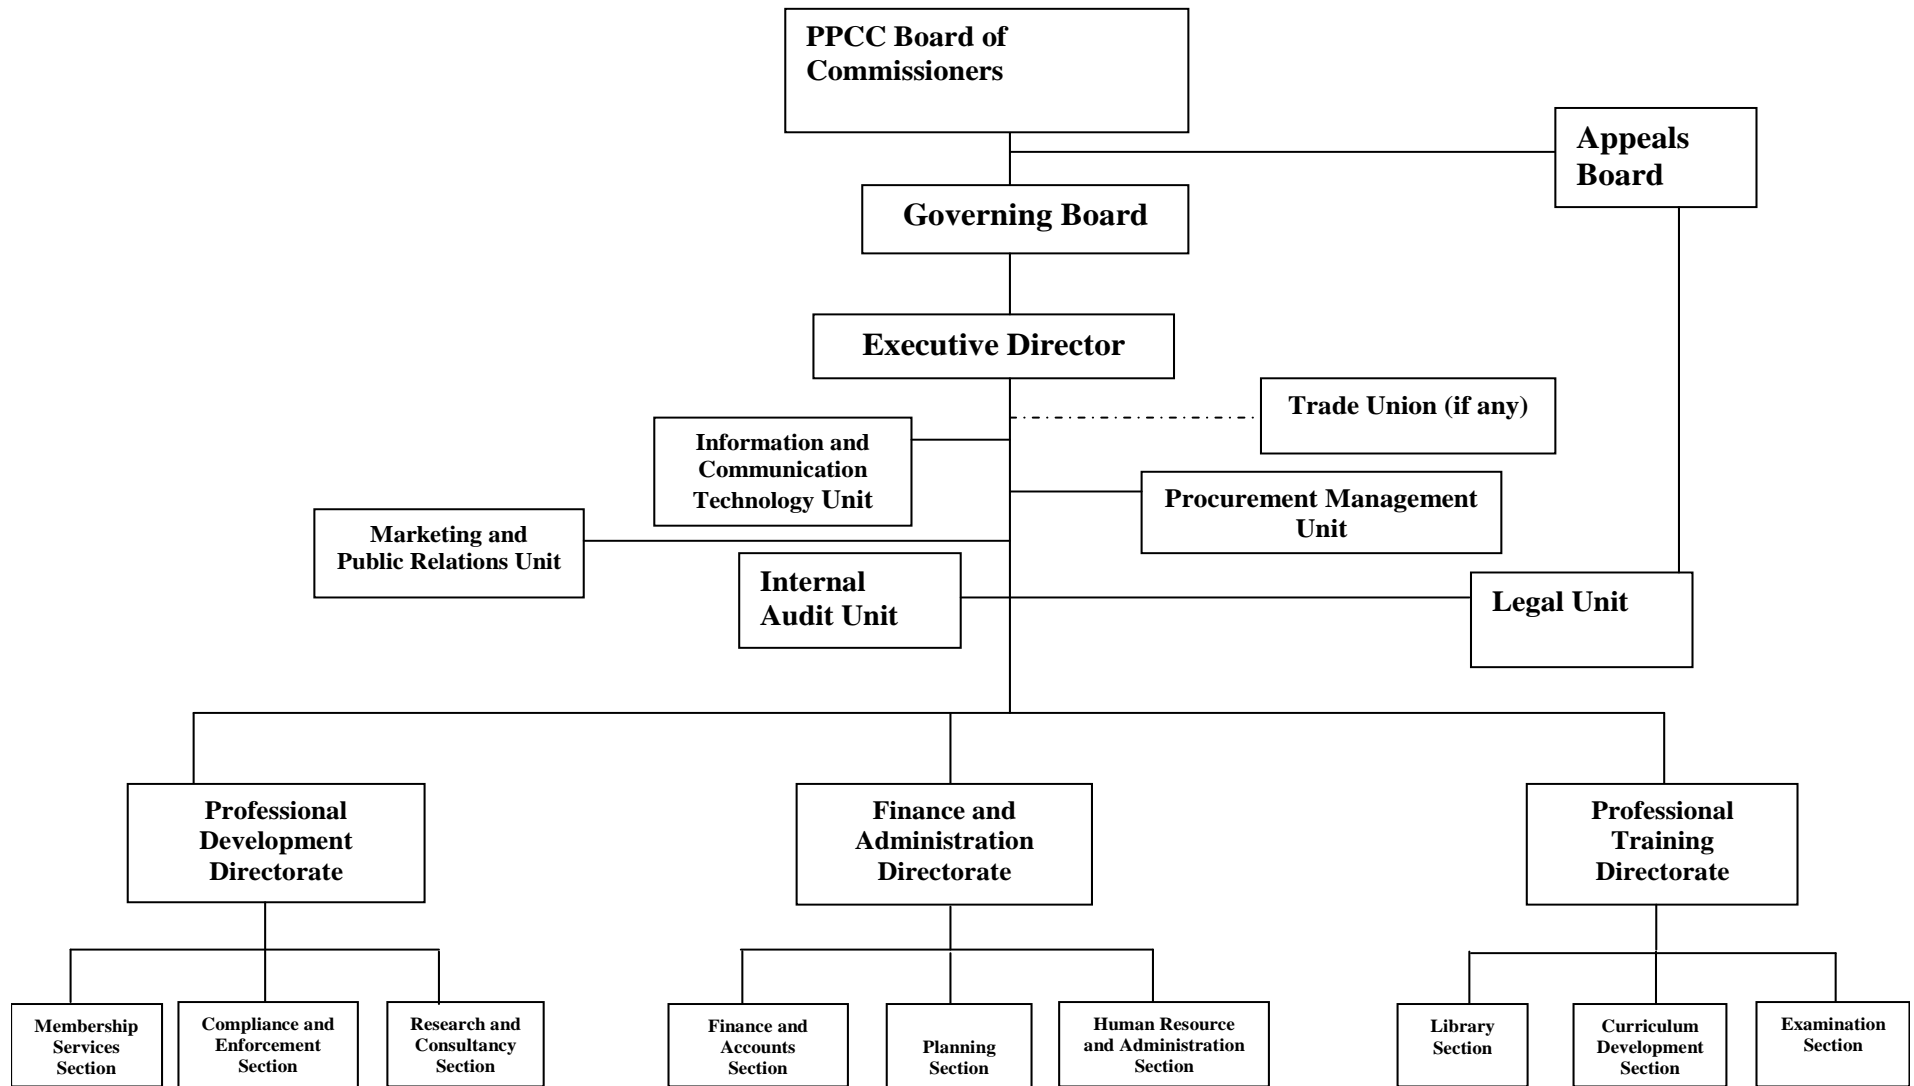 PPCC Board of
Commissioners
Appeals
Board
Governing Board
Executive Director
Trade Union (if any)
Information and
Communication
Technology Unit
Procurement Management
Unit
Marketing and
Public Relations Unit
Internal
Audit Unit
Legal Unit
Professional
Development
Directorate
Finance and
Administration
Directorate
Professional
Training
Directorate
Membership
Services
Section
Compliance and
Enforcement
Section
Research and
Consultancy
Section
Finance and
Accounts
Section
Planning
Section
Human Resource
and Administration
Section
Library
Section
Curriculum
Development
Section
Examination
Section